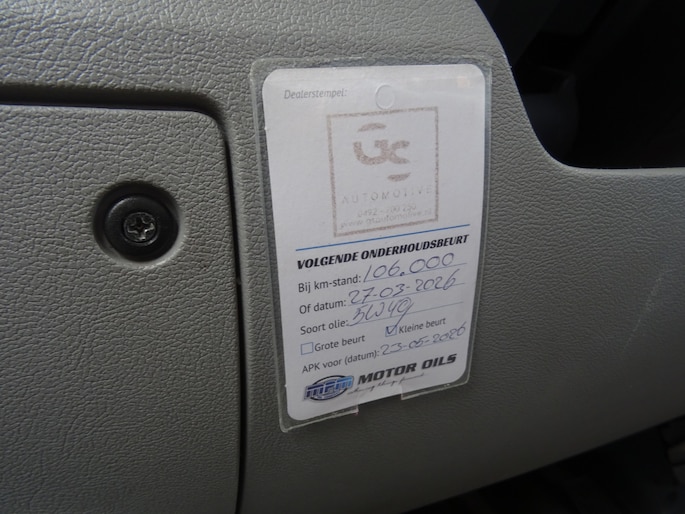 Dealerstempel:
AUTOMOTIVE
VOLGENDE ONDERHOUDSBEURT
Bij km-stand: 106.000
Of datum: 27-03-2026
Soort olie: 5W40
Grote beurt Kleine beurt
APK voor (datum): 23-05-2026
MPM MOTOR OILS